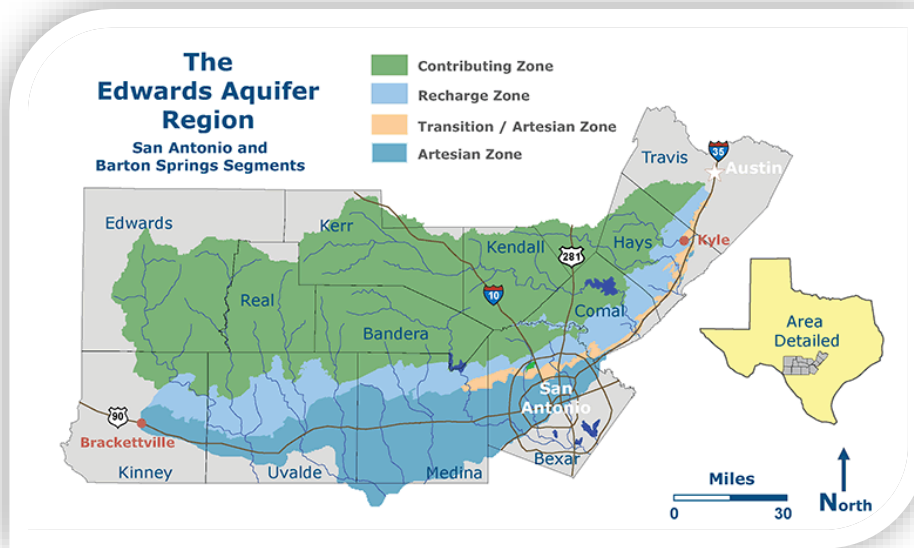 The
Edwards Aquifer
Region
San Antonio and
Barton Springs Segments
Contributing Zone
Recharge Zone
Transition / Artesian Zone
Artesian Zone
35
Travis
Austin
Edwards
Kerr
Kendall
Hays
Kyle
281
Real
10
Comal
Bandera
Area
Detailed
San
Antonio
90
Brackettville
Kinney
Uvalde
Medina
Bexar
Miles
0 30
North